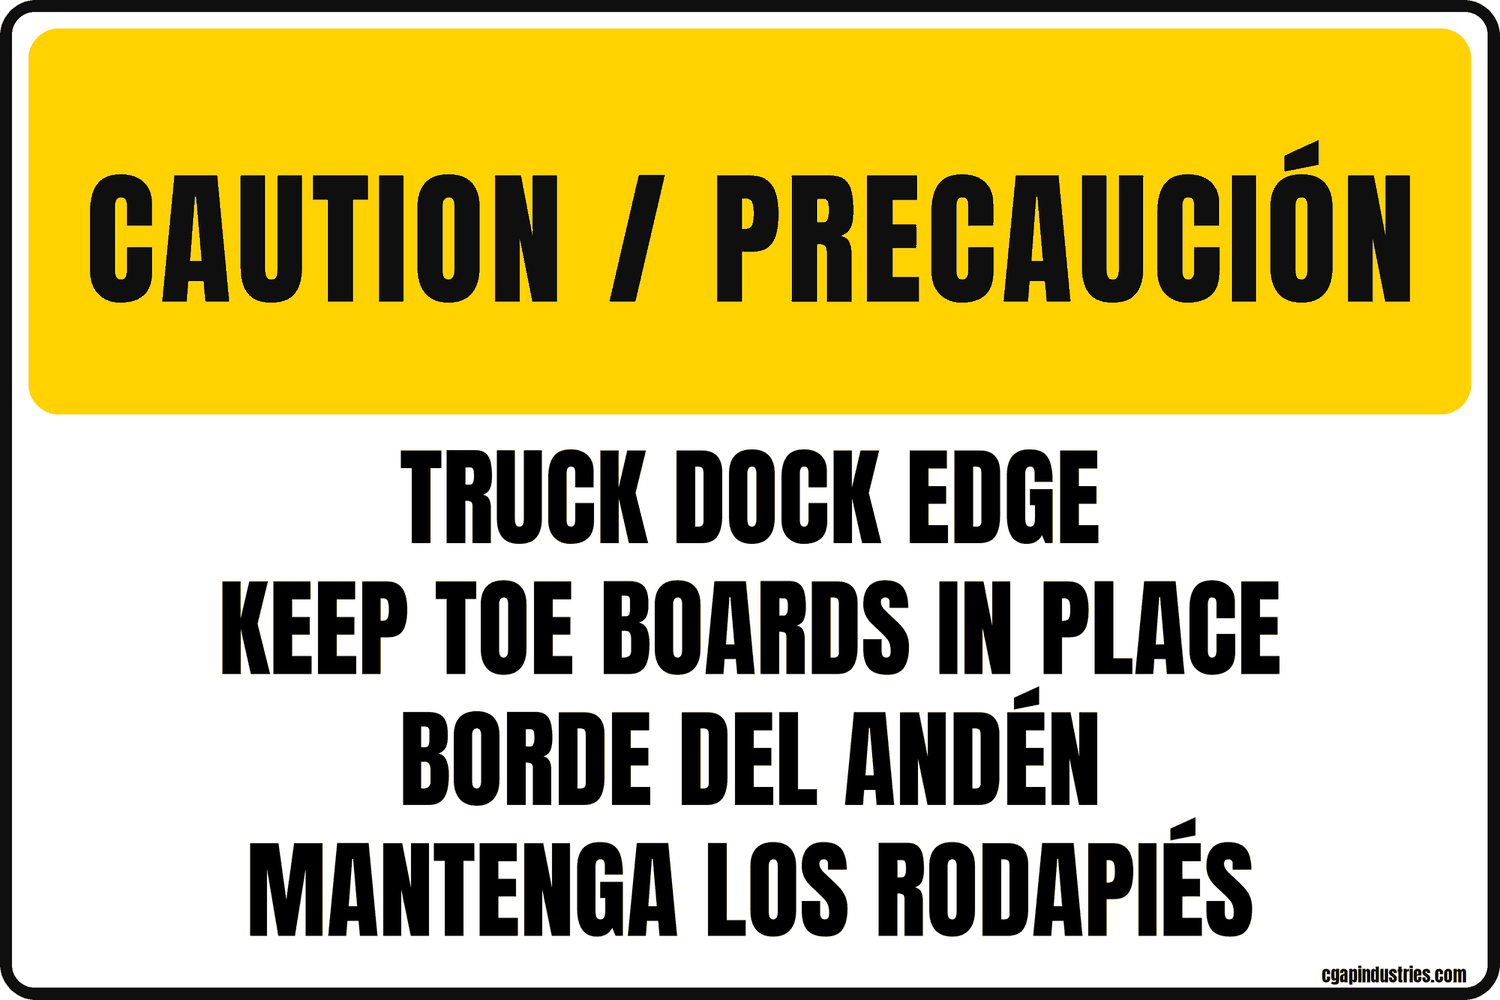 CAUTION / PRECAUCIÓN
TRUCK DOCK EDGE
KEEP TOE BOARDS IN PLACE
BORDE DEL ANDÉN
MANTENGA LOS RODAPIÉS
cgapindustries.com